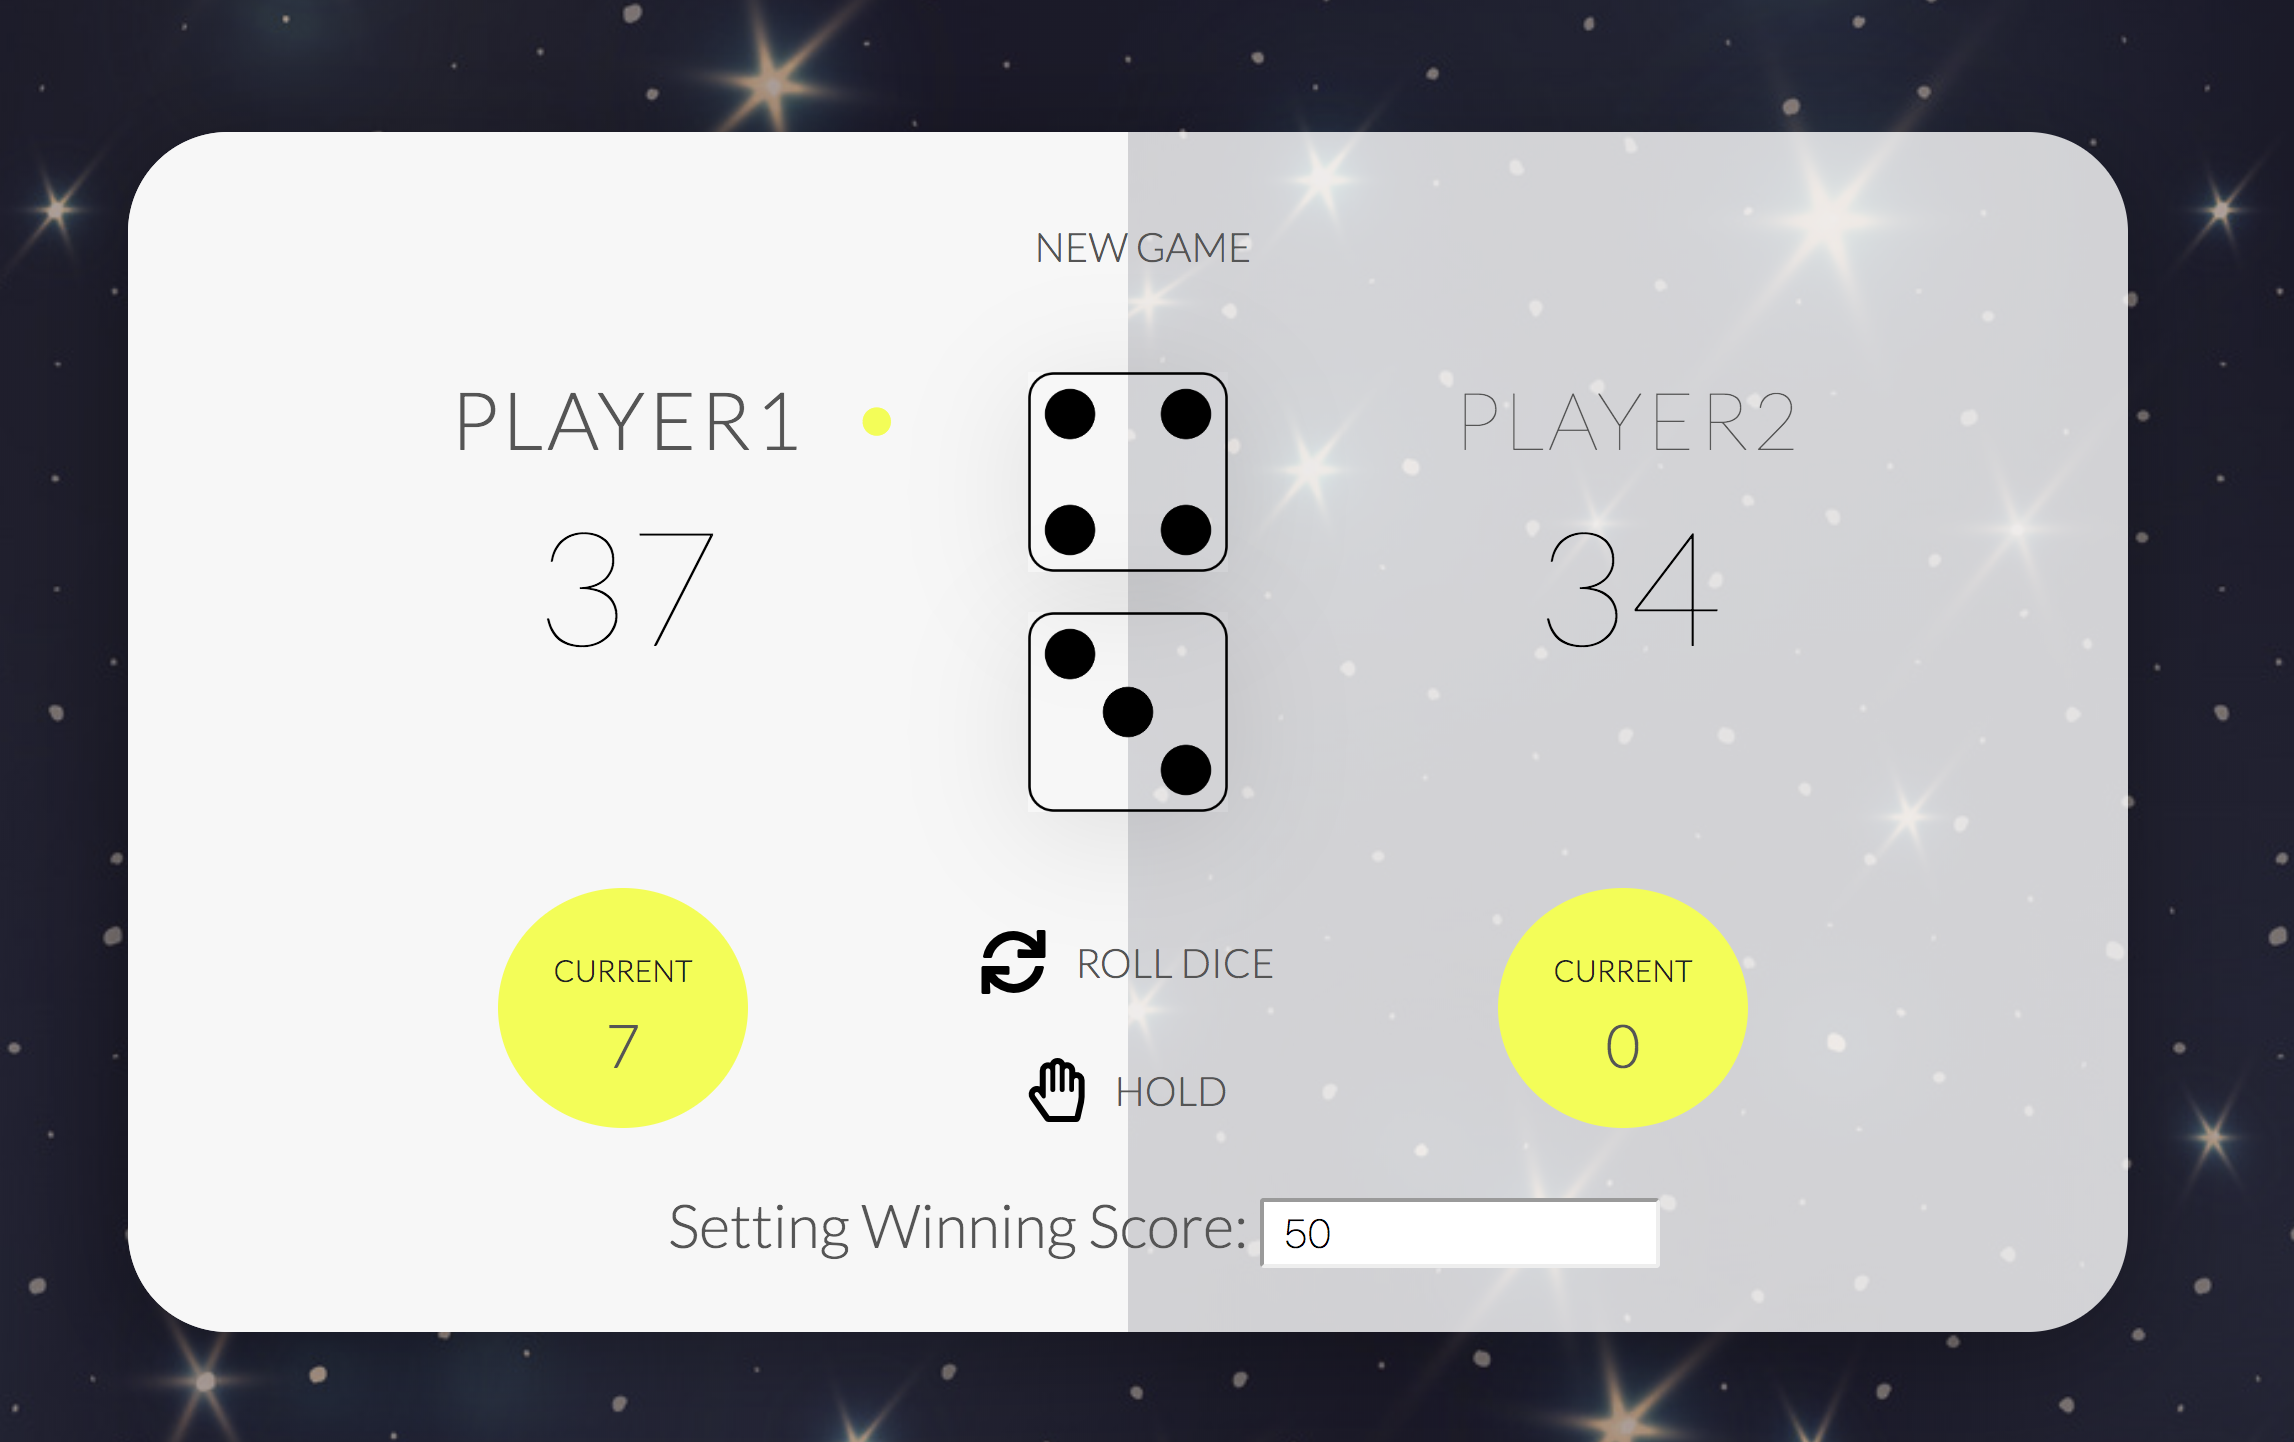 NEW GAME
PLAYER1
37
PLAYER2
34
CURRENT
7
ROLL DICE
HOLD
CURRENT
0
Setting Winning Score: 50